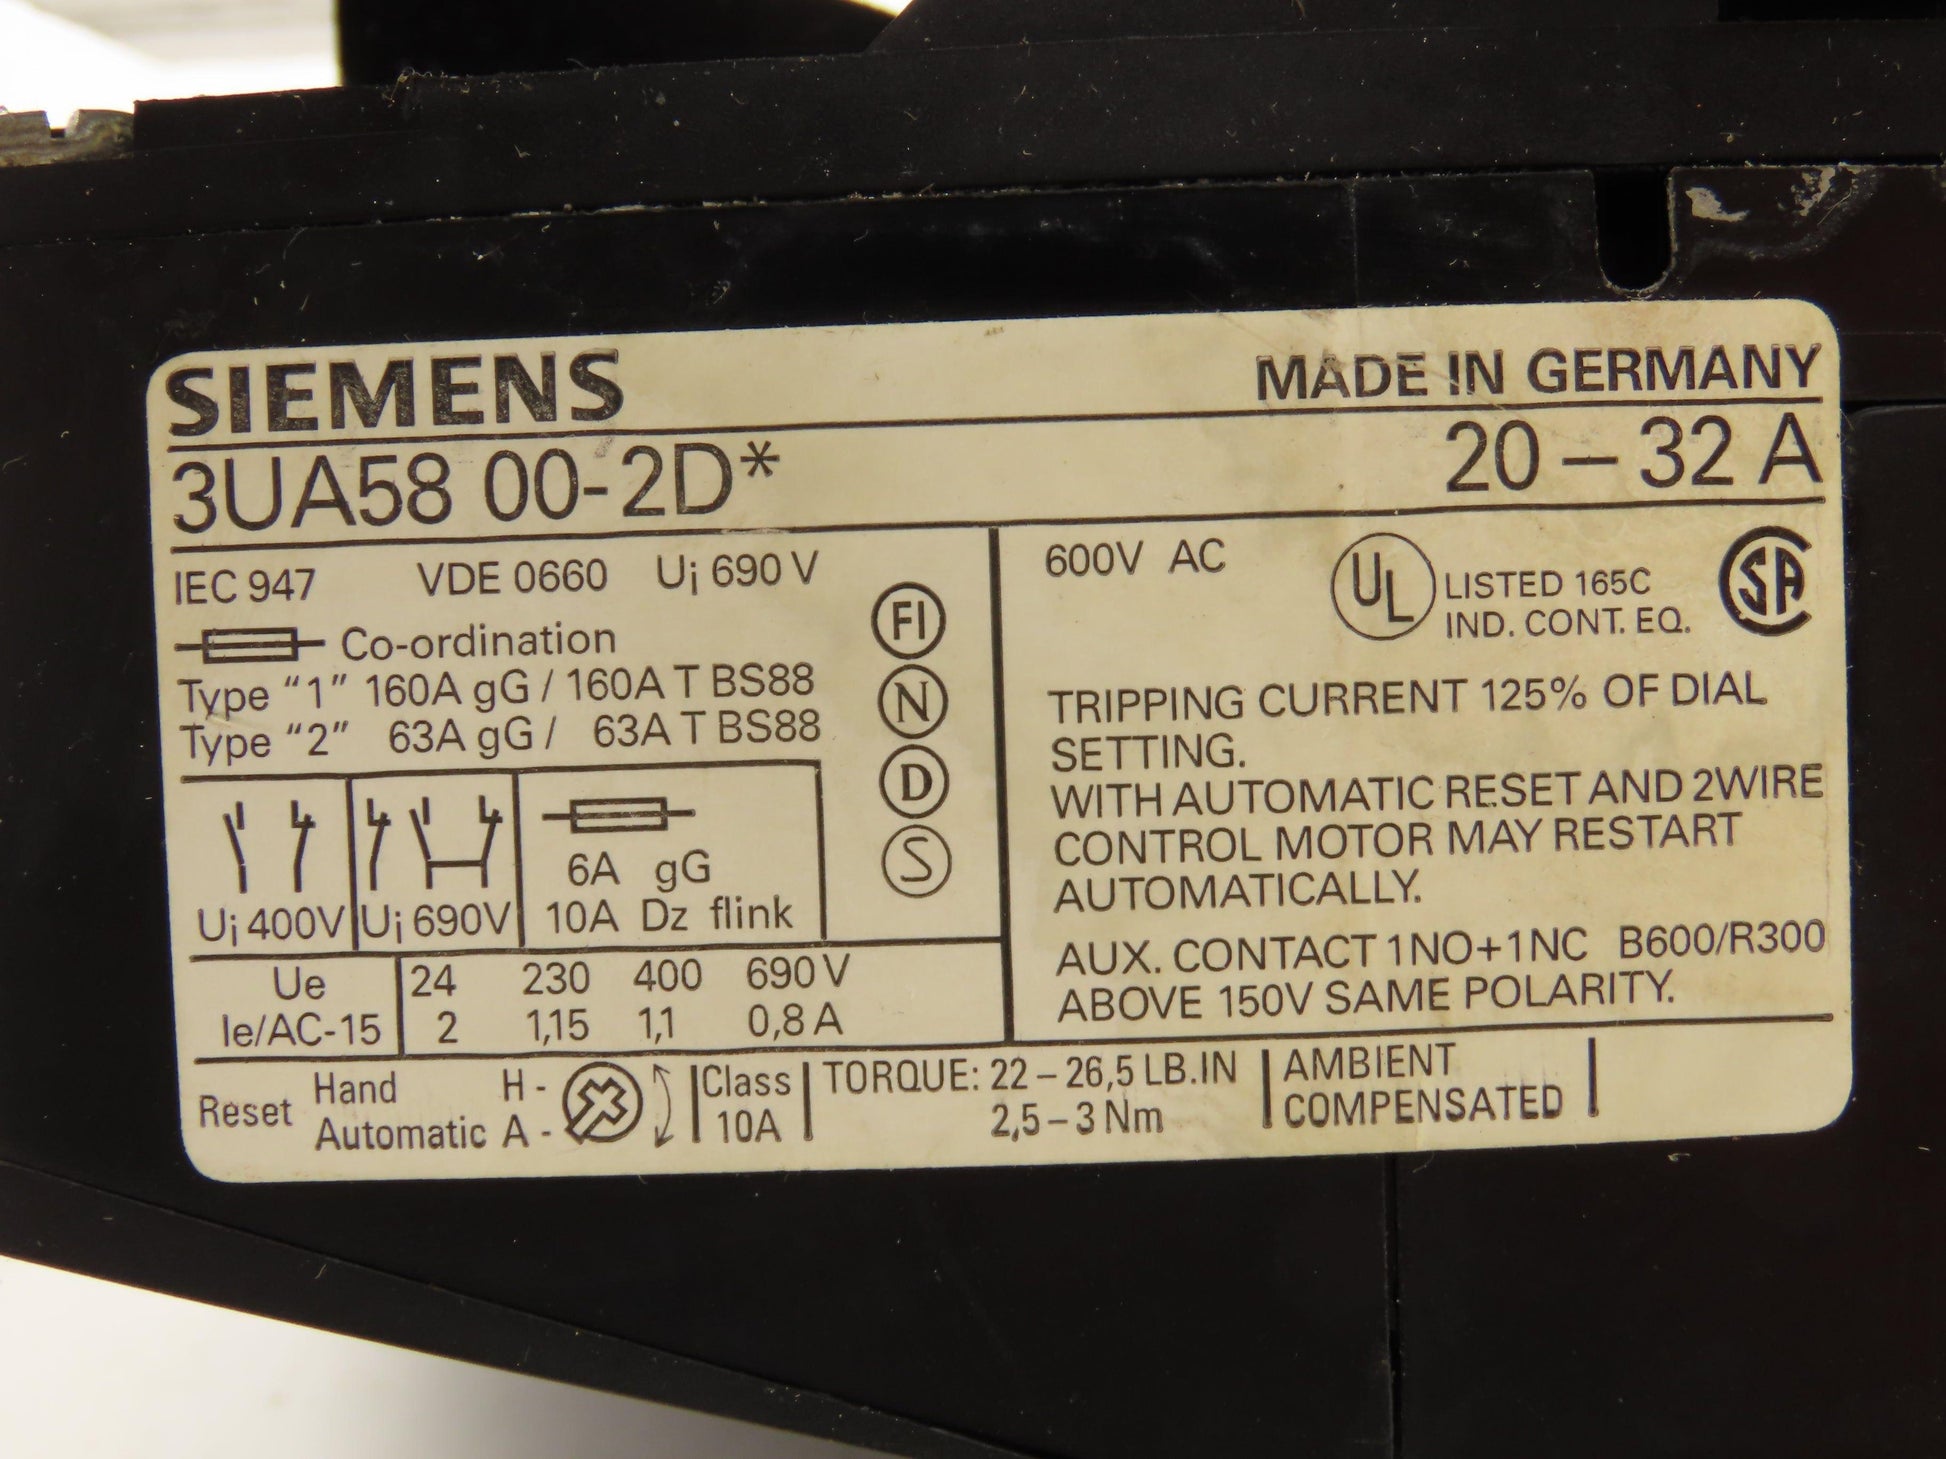 SIEMENS MADE IN GERMANY
3UA58 00-2D* 20 – 32 A
IEC 947 VDE 0660 Ui 690 V
Co-ordination
Type “1” 160A gG / 160A T BS88
Type “2” 63A gG / 63A T BS88
FI
N
D
S
Ui 400V Ui 690V
6A gG
10A Dz flink
Ue 24 230 400 690 V
Ie/AC-15 2 1,15 1,1 0,8 A
600V AC UL LISTED 165C
IND. CONT. EQ. SA
TRIPPING CURRENT 125% OF DIAL
SETTING.
WITH AUTOMATIC RESET AND 2WIRE
CONTROL MOTOR MAY RESTART
AUTOMATICALLY.
AUX. CONTACT 1NO+1NC B600/R300
ABOVE 150V SAME POLARITY.
Reset Hand H -
Automatic A -
Class
10A
TORQUE: 22 – 26,5 LB.IN
2,5 – 3 Nm
AMBIENT
COMPENSATED